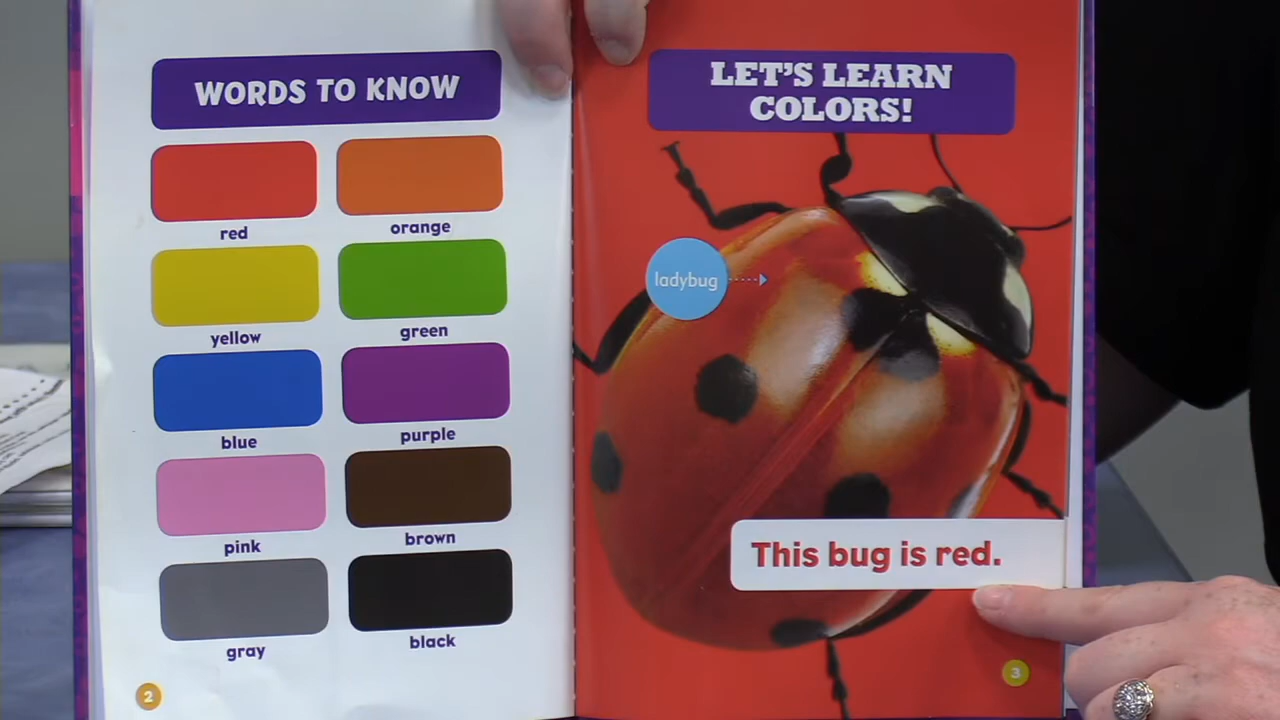 WORDS TO KNOW
red
orange
yellow
green
blue
purple
pink
brown
gray
black
2
LET'S LEARN
COLORS!
ladybug
This bug is red.
3